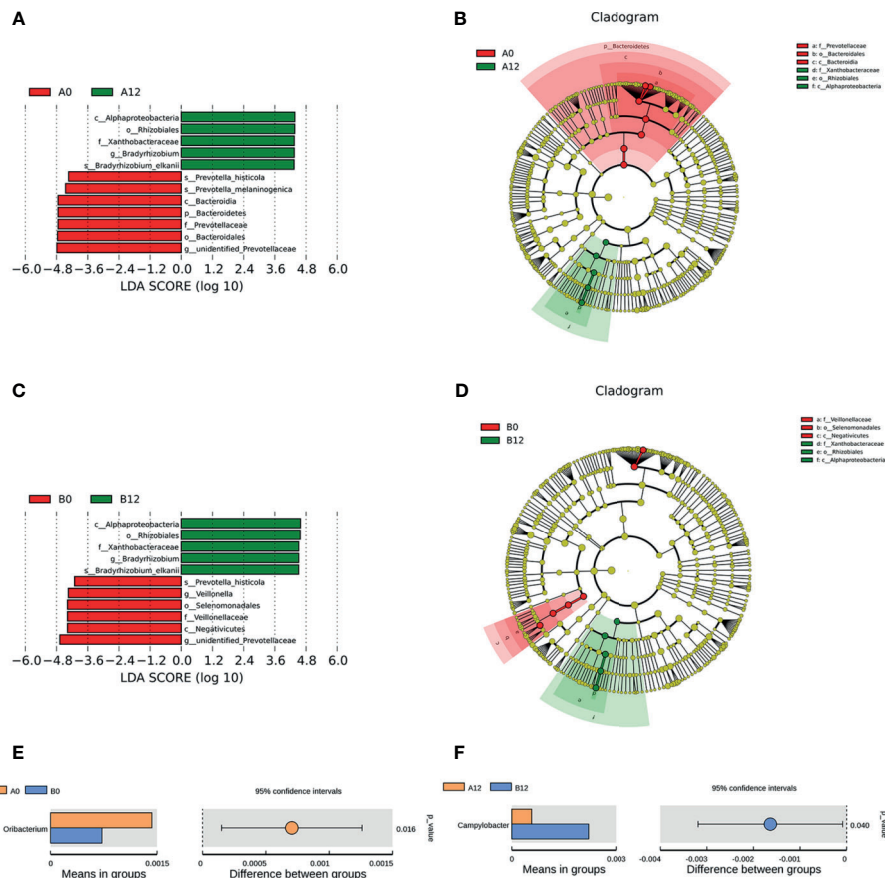 A
A0
A12
c__Alphaproteobacteria
o__Rhizobiales
f__Xanthobacteraceae
g__Bradyrhizobium
s__Bradyrhizobium_elkanii
s__Prevotella_histicola
s__Prevotella_melaninogenica
c__Bacteroidia
p__Bacteroidetes
f__Prevotellaceae
o__Bacteroidales
g__unidentified_Prevotellaceae
−6.0 −4.8 −3.6 −2.4 −1.2 0.0 1.2 2.4 3.6 4.8 6.0
LDA SCORE (log 10)
B
Cladogram
A0
A12
p__Bacteroidetes
c
b
a: f__Prevotellaceae
b: o__Bacteroidales
c: c__Bacteroidia
d: f__Xanthobacteraceae
e: o__Rhizobiales
f: c__Alphaproteobacteria
C
B0
B12
c__Alphaproteobacteria
o__Rhizobiales
f__Xanthobacteraceae
g__Bradyrhizobium
s__Bradyrhizobium_elkanii
s__Prevotella_histicola
g__Veillonella
o__Selenomonadales
f__Veillonellaceae
c__Negativicutes
g__unidentified_Prevotellaceae
−6.0 −4.8 −3.6 −2.4 −1.2 0.0 1.2 2.4 3.6 4.8 6.0
LDA SCORE (log 10)
D
Cladogram
B0
B12
a: f__Veillonellaceae
b: o__Selenomonadales
c: c__Negativicutes
d: f__Xanthobacteraceae
e: o__Rhizobiales
f: c__Alphaproteobacteria
E
A0
B0
95% confidence intervals
Oribacterium
0.016
p_value
0 0.0015
Means in groups
0 0.0005 0.001 0.0015
Difference between groups
F
A12
B12
95% confidence intervals
Campylobacter
0.040
p_value
0 0.003
Means in groups
−0.004 −0.003 −0.002 −0.001 0
Difference between groups